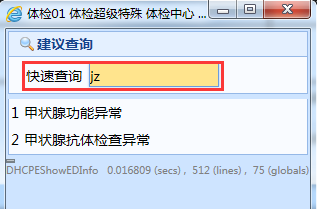 体检01 体检超级特殊 体检中心 ...
建议查询
快速查询 jz
1 甲状腺功能异常
2 甲状腺抗体检查异常
DHCPEShowEDInfo 0.016809 (secs) , 512 (lines) , 75 (globals)